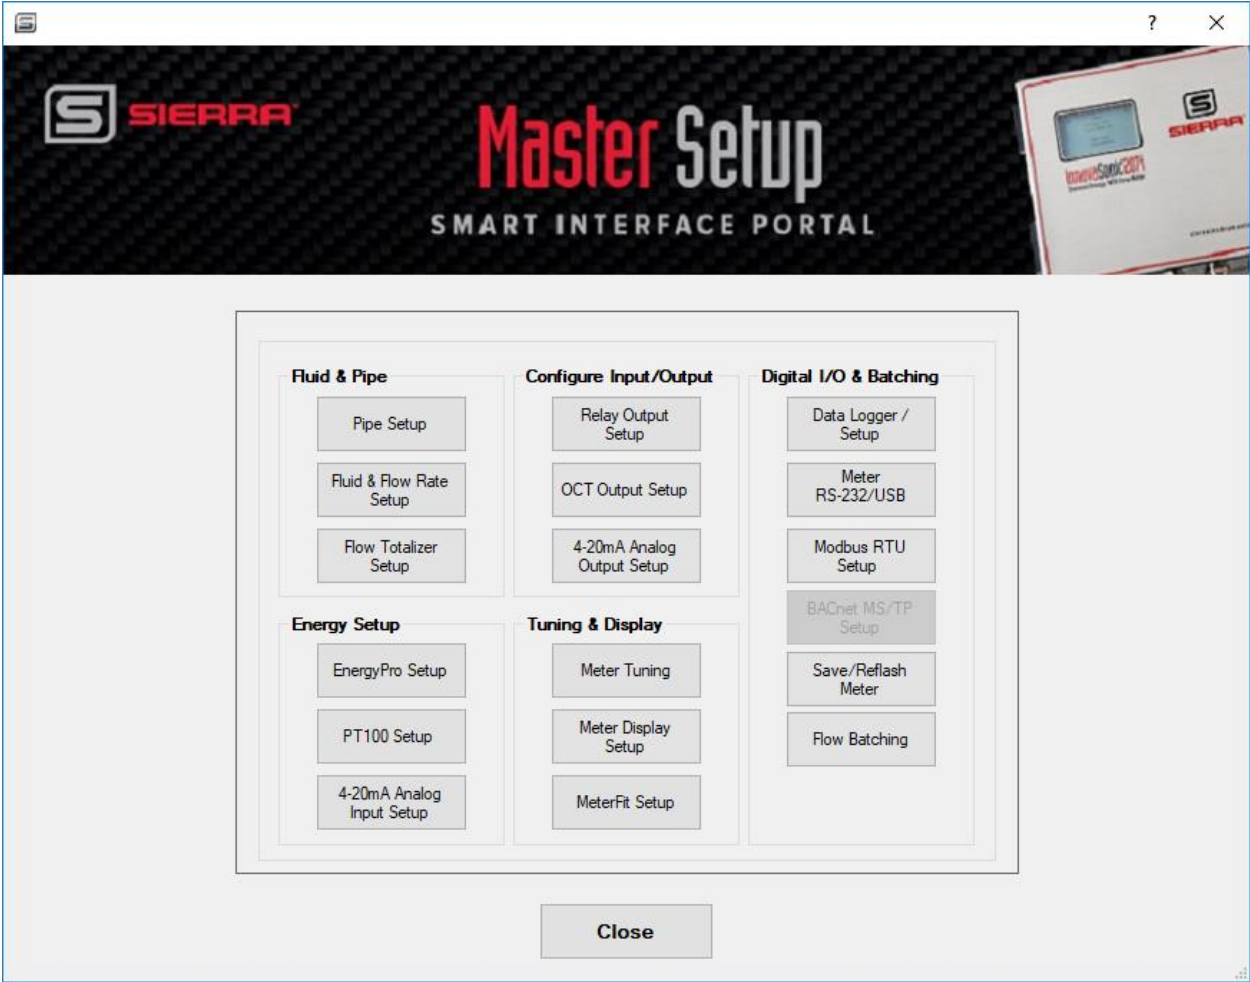 ?
SIERRA
Master Setup
SMART INTERFACE PORTAL
SIERRA
InnovaSonic 207i
Fluid & Pipe
Pipe Setup
Fluid & Flow Rate
Setup
Flow Totalizer
Setup
Configure Input/Output
Relay Output
Setup
OCT Output Setup
4-20mA Analog
Output Setup
Digital I/O & Batching
Data Logger /
Setup
Meter
RS-232/USB
Modbus RTU
Setup
BACnet MS/TP
Setup
Save/Reflash
Meter
Flow Batching
Energy Setup
EnergyPro Setup
PT100 Setup
4-20mA Analog
Input Setup
Tuning & Display
Meter Tuning
Meter Display
Setup
MeterFit Setup
Close